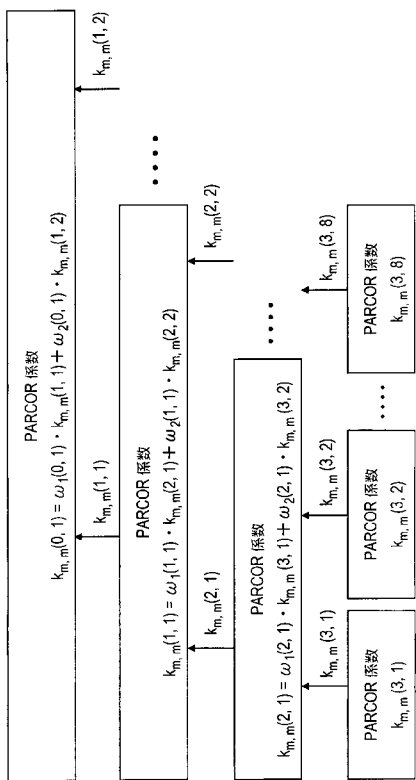 PARCOR 係数
k_{m, m}(0, 1) = ω_1(0, 1)・k_{m, m}(1, 1) + ω_2(0, 1)・k_{m, m}(1, 2)
k_{m, m}(1, 1)
k_{m, m}(1, 2)
PARCOR 係数
k_{m, m}(1, 1) = ω_1(1, 1)・k_{m, m}(2, 1) + ω_2(1, 1)・k_{m, m}(2, 2)
・・・・・
k_{m, m}(2, 1)
k_{m, m}(2, 2)
PARCOR 係数
k_{m, m}(2, 1) = ω_1(2, 1)・k_{m, m}(3, 1) + ω_2(2, 1)・k_{m, m}(3, 2)
・・・・
k_{m, m}(3, 1)
k_{m, m}(3, 2)
k_{m, m}(3, 8)
PARCOR 係数
k_{m, m}(3, 1)
PARCOR 係数
k_{m, m}(3, 2)
・・・・
PARCOR 係数
k_{m, m}(3, 8)